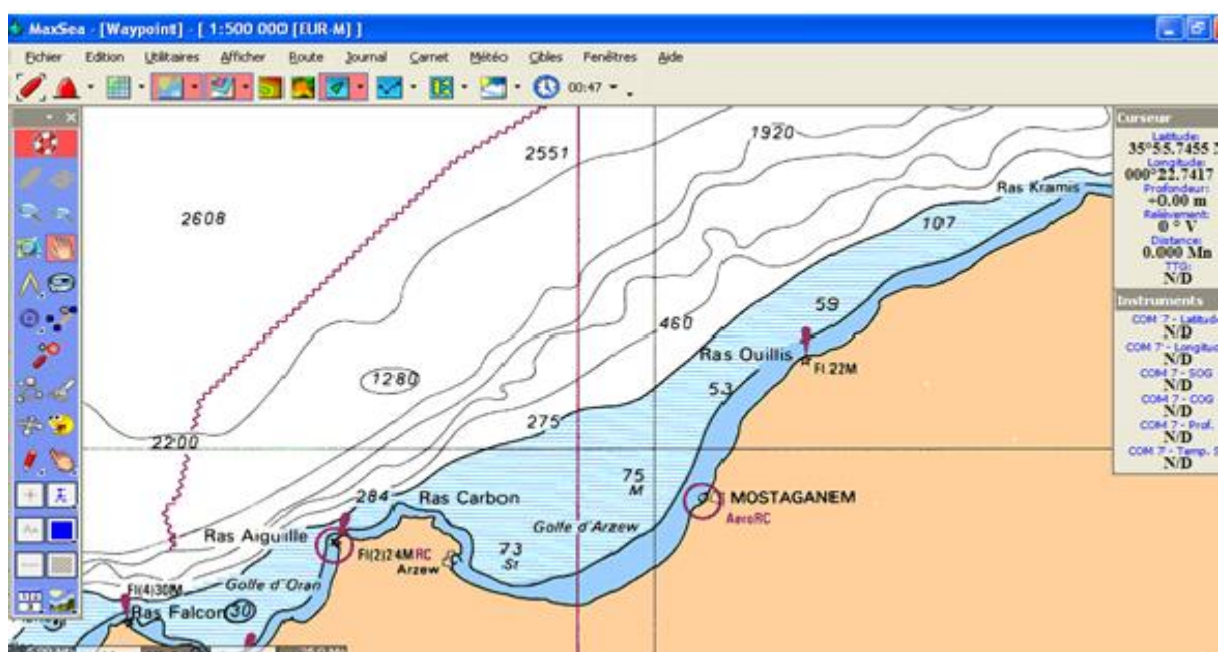 MaxSea - [Waypoint] - [ 1:500 000 [EUR-M] ]
Fichier Edition Utilitaires Afficher Route Journal Carnet Météo Cibles Fenêtres Aide
00:47
Curseur
Latitude:
35°55.7455
Longitude:
000°22.7417
Profondeur:
+0.00 m
Relèvement:
0 ° V
Distance:
0.000 Mn
TTG:
N/D
Instruments
COM 7 - Latitude
N/D
COM 7 - Longitud
N/D
COM 7 - SOG
N/D
COM 7 - COG
N/D
COM 7 - Prof.
N/D
COM 7 - Temp. S
N/D
1920
2551
Ras Kramis
2608
107
59
460
Ras Ouillis
Fl.22M
1280
53
275
2200
75
M
284
Ras Carbon
MOSTAGANEM
AeroRC
Golfe d'Arzew
Ras Aiguille
Fl(2)24M RC
73
St
Arzew
Fl(4)30M
Golfe d'Oran
Ras Falcon
30